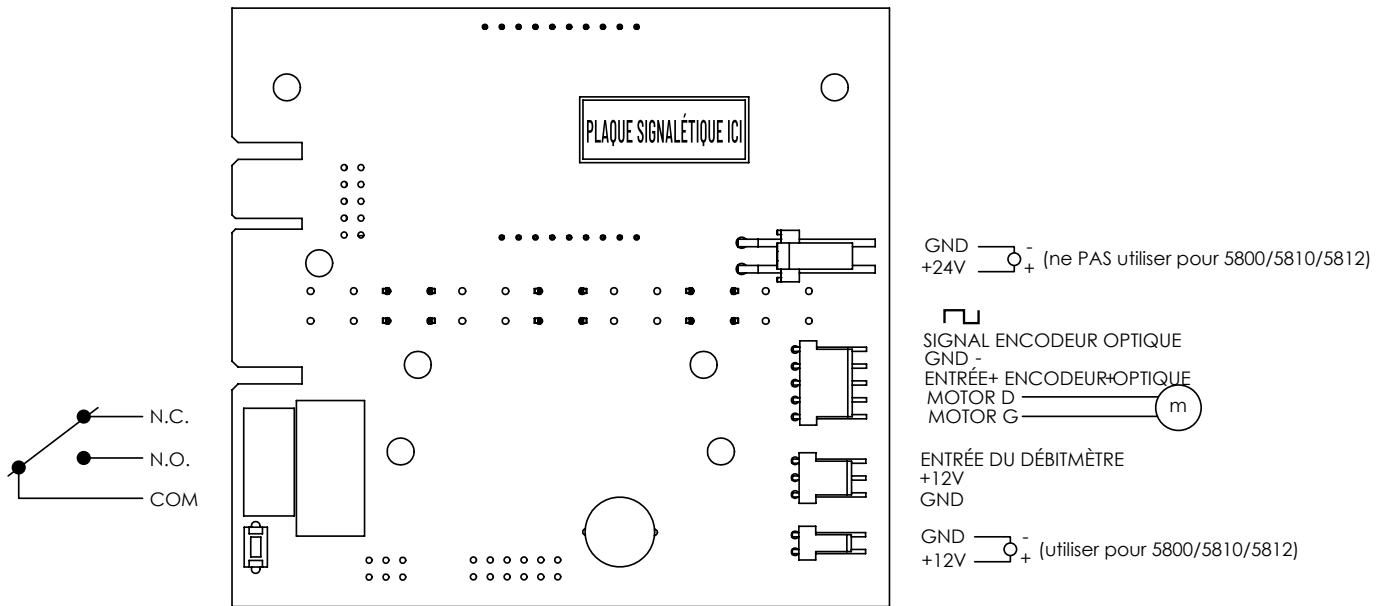 PLAQUE SIGNALÉTIQUE ICI
GND -
+24V + (ne PAS utiliser pour 5800/5810/5812)
SIGNAL ENCODEUR OPTIQUE
GND -
ENTRÉE+ ENCODEUR+OPTIQUE
MOTOR D
MOTOR G
m
N.C.
N.O.
COM
ENTRÉE DU DÉBITMÈTRE
+12V
GND
GND -
+12V + (utiliser pour 5800/5810/5812)